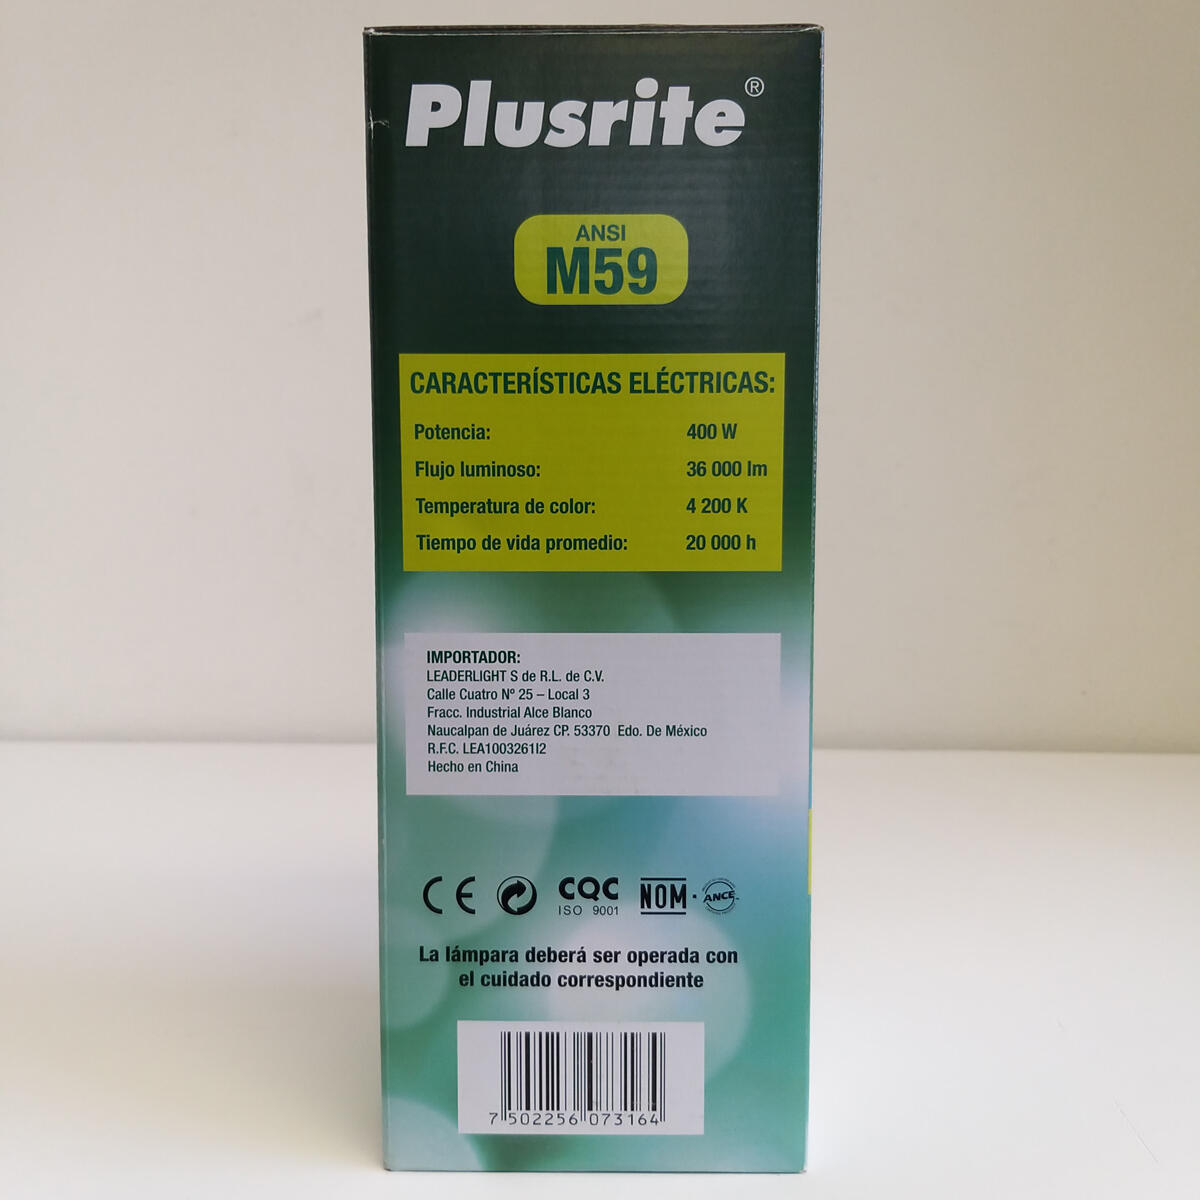 Plusrite®
ANSI
M59
CARACTERÍSTICAS ELÉCTRICAS:
Potencia: 400 W
Flujo luminoso: 36 000 lm
Temperatura de color: 4 200 K
Tiempo de vida promedio: 20 000 h
IMPORTADOR:
LEADERLIGHT S de R.L. de C.V.
Calle Cuatro Nº 25 – Local 3
Fracc. Industrial Alce Blanco
Naucalpan de Juárez CP. 53370 Edo. De México
R.F.C. LEA1003261I2
Hecho en China
CE CQC ISO 9001 NOM - ANCE
La lámpara deberá ser operada con
el cuidado correspondiente
7 502256 073164